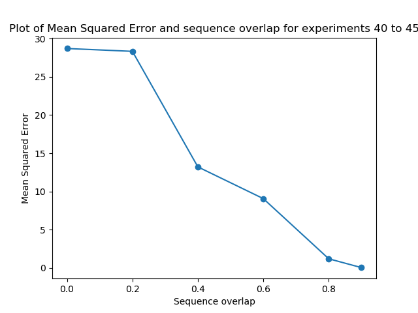 Plot of Mean Squared Error and sequence overlap for experiments 40 to 45
30
25
20
15
10
5
0
Mean Squared Error
0.0 0.2 0.4 0.6 0.8
Sequence overlap